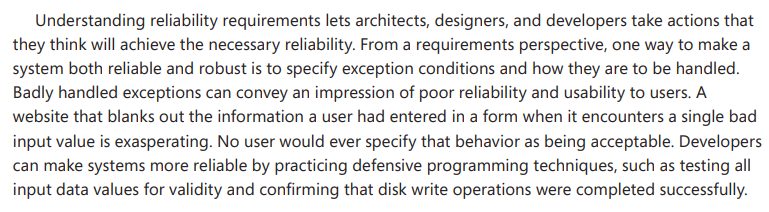 Understanding reliability requirements lets architects, designers, and developers take actions that
they think will achieve the necessary reliability. From a requirements perspective, one way to make a
system both reliable and robust is to specify exception conditions and how they are to be handled.
Badly handled exceptions can convey an impression of poor reliability and usability to users. A
website that blanks out the information a user had entered in a form when it encounters a single bad
input value is exasperating. No user would ever specify that behavior as being acceptable. Developers
can make systems more reliable by practicing defensive programming techniques, such as testing all
input data values for validity and confirming that disk write operations were completed successfully.